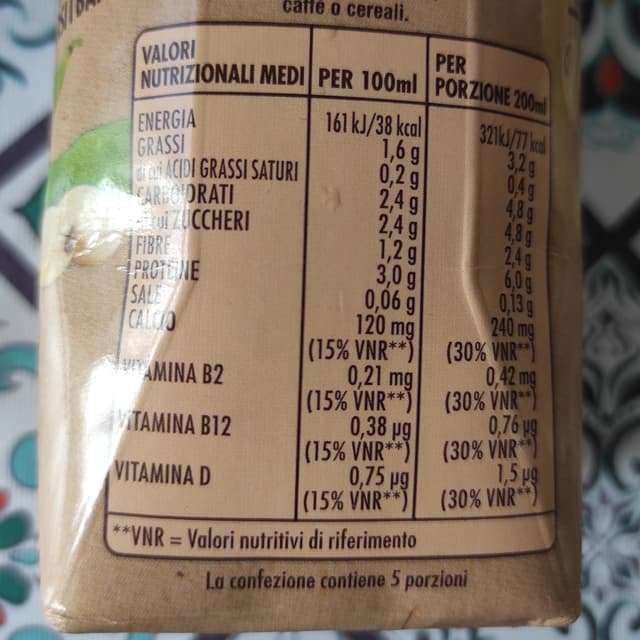 caffè o cereali.
VALORI
NUTRIZIONALI MEDI PER 100ml PER PORZIONE 200ml
ENERGIA 161 kJ/38 kcal 321kJ/77 kcal
GRASSI 1,6 g 3,2 g
di cui ACIDI GRASSI SATURI 0,2 g 0,4 g
CARBOIDRATI 2,4 g 4,8 g
di cui ZUCCHERI 2,4 g 4,8 g
FIBRE 1,2 g 2,4 g
PROTEINE 3,0 g 6,0 g
SALE 0,06 g 0,13 g
CALCIO 120 mg 240 mg
(15% VNR**) (30% VNR**)
VITAMINA B2 0,21 mg 0,42 mg
(15% VNR**) (30% VNR**)
VITAMINA B12 0,38 µg 0,76 µg
(15% VNR**) (30% VNR**)
VITAMINA D 0,75 µg 1,5 µg
(15% VNR**) (30% VNR**)
**VNR = Valori nutritivi di riferimento
La confezione contiene 5 porzioni